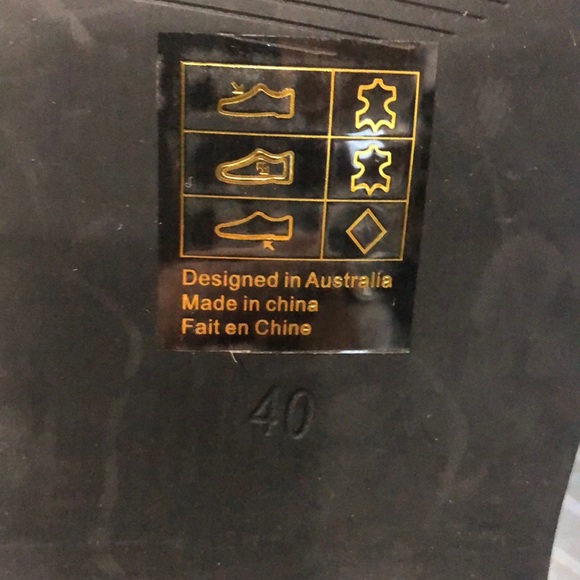 Designed in Australia
Made in china
Fait en Chine
40